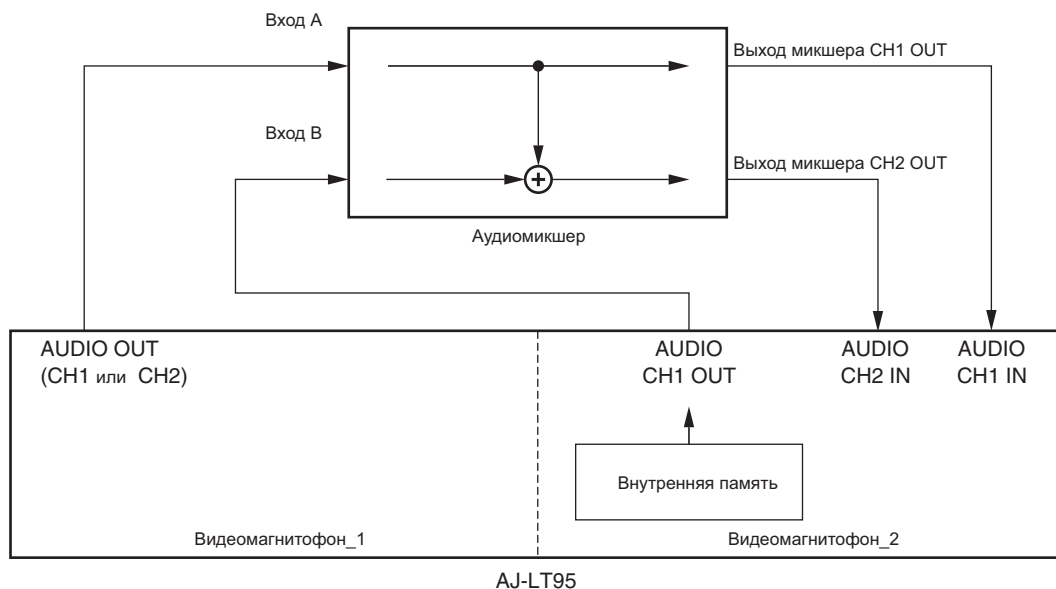 Вход A
Выход микшера CH1 OUT
Вход B
Выход микшера CH2 OUT
Аудиомикшер
AUDIO OUT
(CH1 или CH2)
AUDIO
CH1 OUT
AUDIO
CH2 IN
AUDIO
CH1 IN
Внутренняя память
Видеомагнитофон_1
Видеомагнитофон_2
AJ-LT95